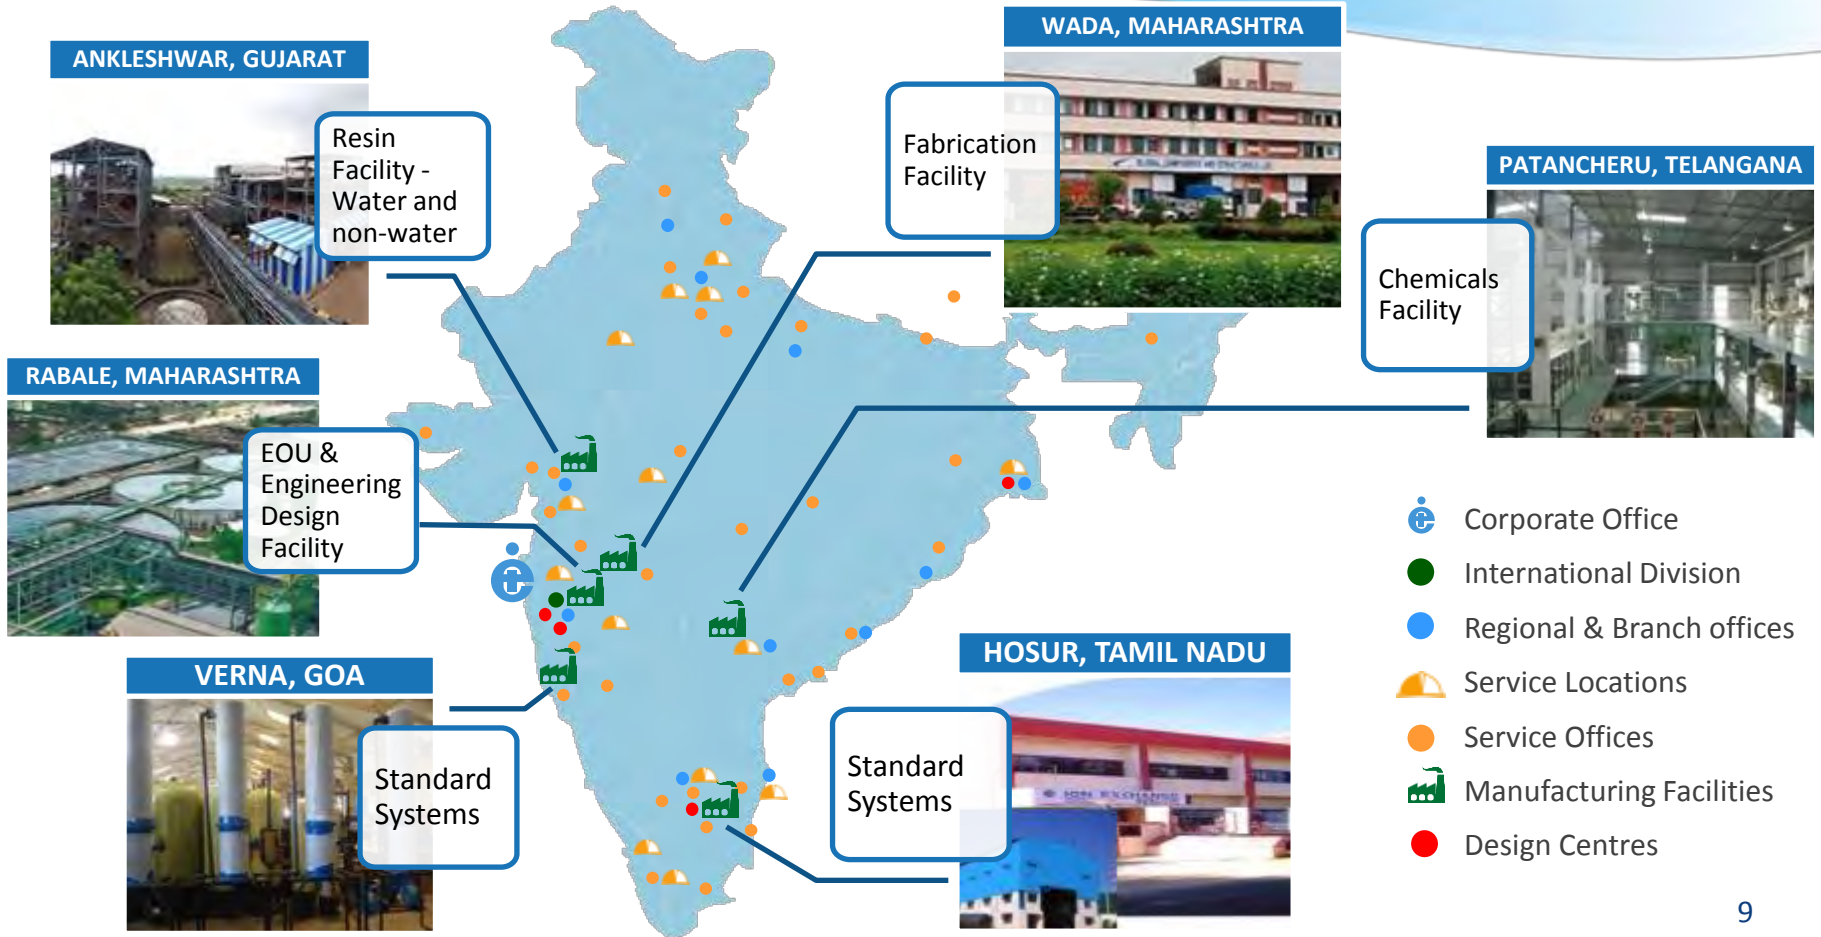 WADA, MAHARASHTRA
ANKLESHWAR, GUJARAT
Resin
Facility -
Water and
non-water
Fabrication
Facility
PATANCHERU, TELANGANA
Chemicals
Facility
RABALE, MAHARASHTRA
EOU &
Engineering
Design
Facility
VERNA, GOA
Standard
Systems
HOSUR, TAMIL NADU
Standard
Systems
ION EXCHANGE
Corporate Office
International Division
Regional & Branch offices
Service Locations
Service Offices
Manufacturing Facilities
Design Centres
9